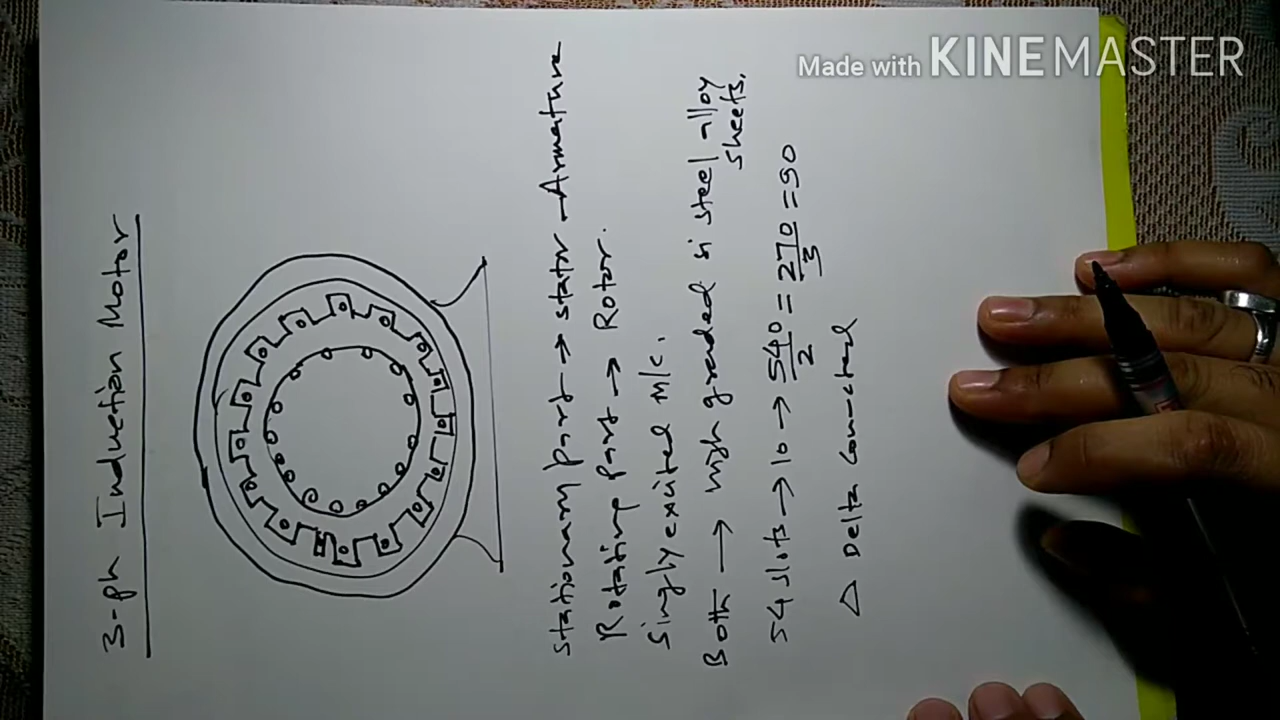 Made with KINEMASTER
3-ph Induction Motor
Stationary part → stator - Armature
Rotating part → Rotor.
Singly excited m/c.
Both → high graded si steel alloy
sheets.
54 slots → 10 → 540/2 = 270/3 = 90
Δ Delta Connected